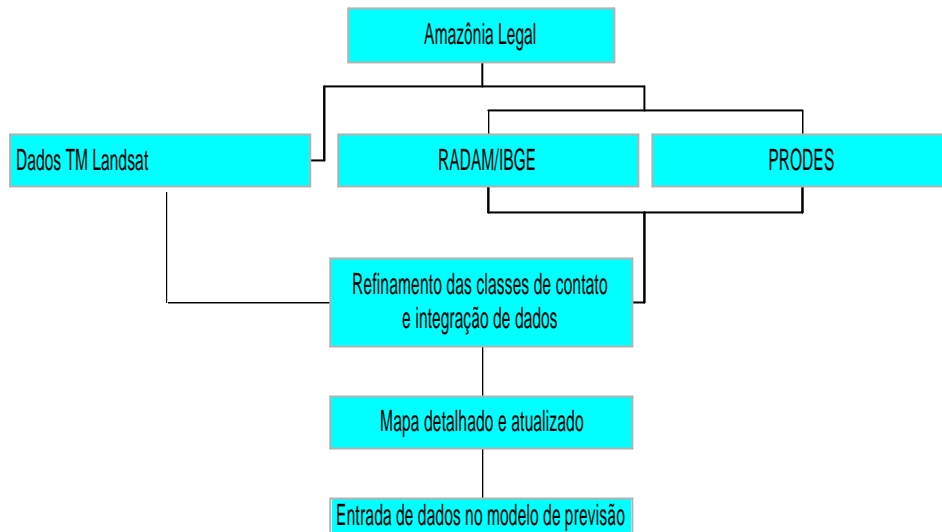 Amazônia Legal
Dados TM Landsat
RADAM/IBGE
PRODES
Refinamento das classes de contato
e integração de dados
Mapa detalhado e atualizado
Entrada de dados no modelo de previsão